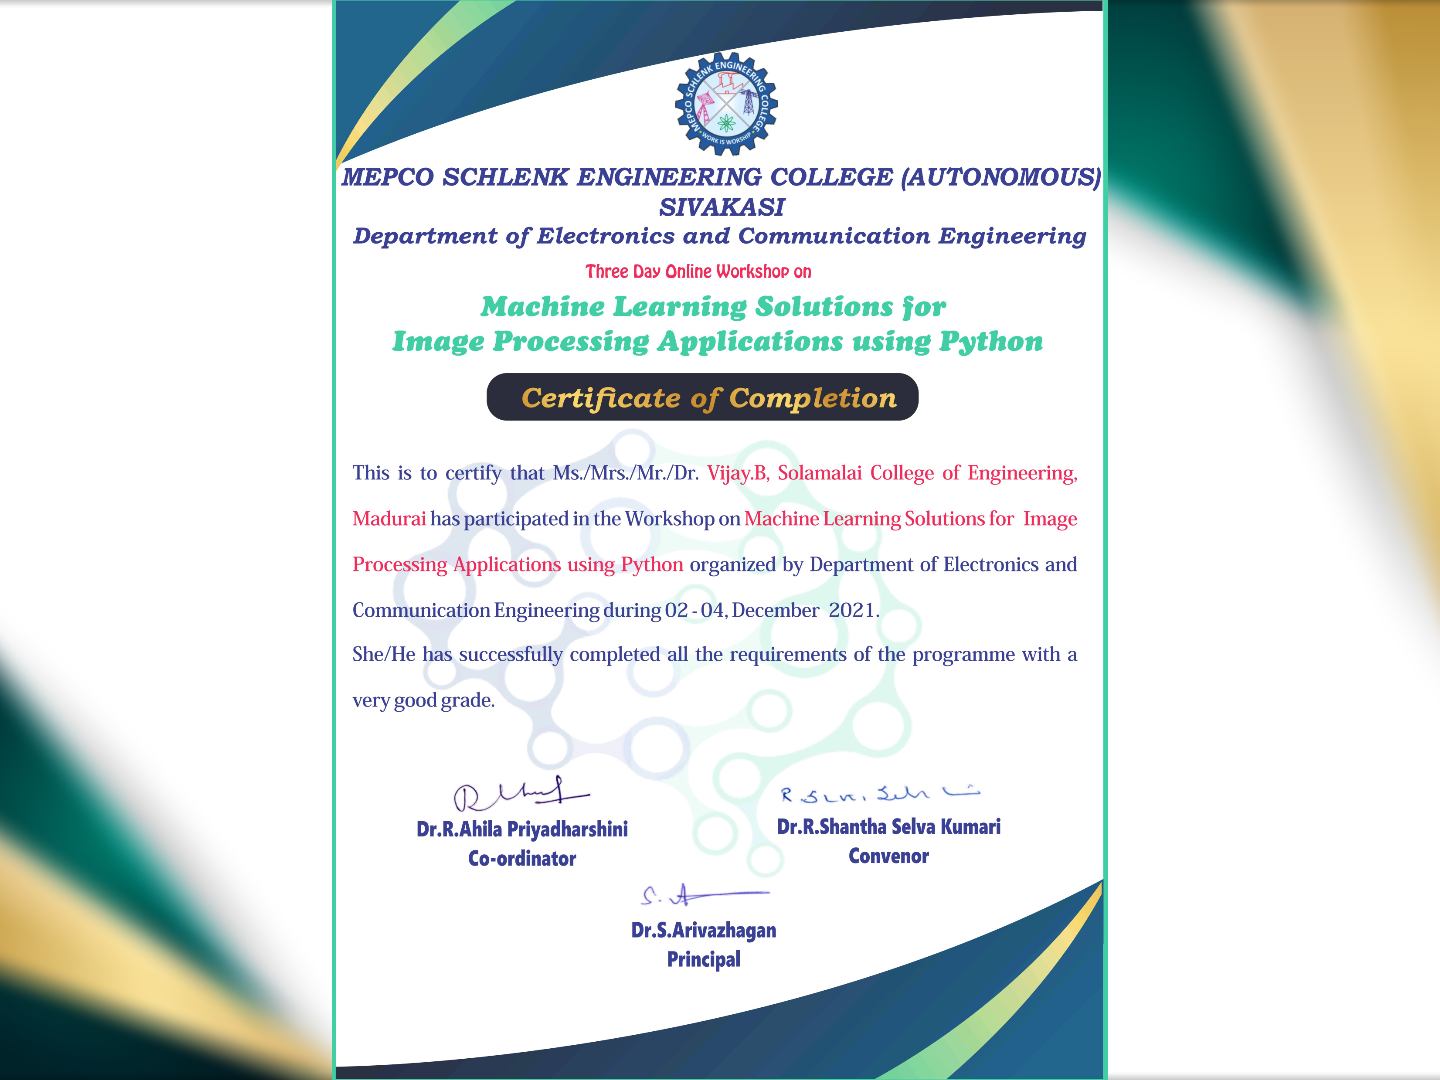 MEPCO SCHLENK ENGINEERING COLLEGE
WORK IS WORSHIP
MEPCO SCHLENK ENGINEERING COLLEGE (AUTONOMOUS)
SIVAKASI
Department of Electronics and Communication Engineering
Three Day Online Workshop on
Machine Learning Solutions for
Image Processing Applications using Python
Certificate of Completion
This is to certify that Ms./Mrs./Mr./Dr. Vijay.B, Solamalai College of Engineering,
Madurai has participated in the Workshop on Machine Learning Solutions for Image
Processing Applications using Python organized by Department of Electronics and
Communication Engineering during 02 - 04, December 2021.
She/He has successfully completed all the requirements of the programme with a
very good grade.
Dr.R.Ahila Priyadharshini
Co-ordinator
Dr.R.Shantha Selva Kumari
Convenor
Dr.S.Arivazhagan
Principal